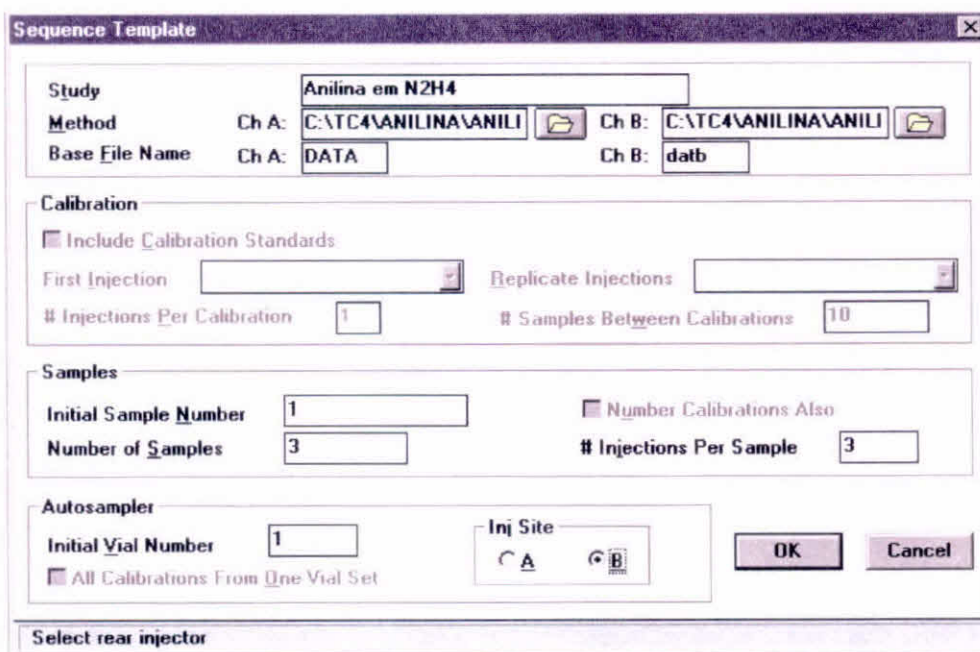 Sequence Template
Study Anilina em N2H4
Method Ch A: C:\TC4\ANILINA\ANILI Ch B: C:\TC4\ANILINA\ANILI
Base File Name Ch A: DATA Ch B: datb
Calibration
Include Calibration Standards
First Injection Replicate Injections
# Injections Per Calibration 1 # Samples Between Calibrations 10
Samples
Initial Sample Number 1 Number Calibrations Also
Number of Samples 3 # Injections Per Sample 3
Autosampler
Initial Vial Number 1 Inj Site A B OK Cancel
All Calibrations From One Vial Set
Select rear injector